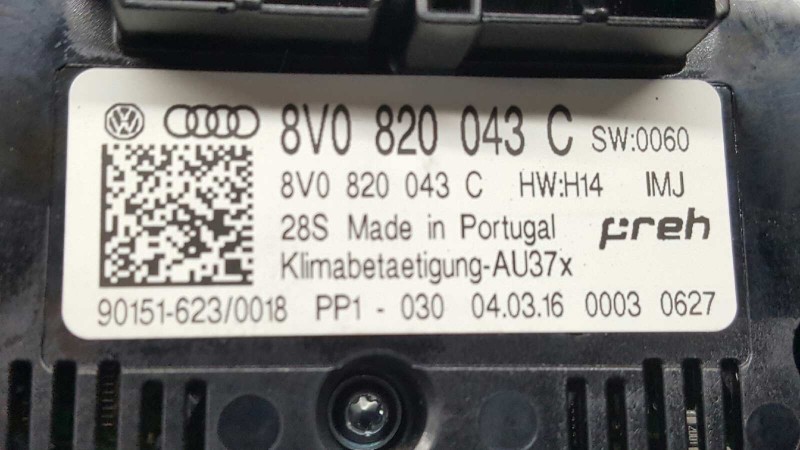 8V0 820 043 C SW:0060
8V0 820 043 C HW:H14 IMJ
28S Made in Portugal preh
Klimabetaetigung-AU37x
90151-623/0018 PP1 - 030 04.03.16 0003 0627